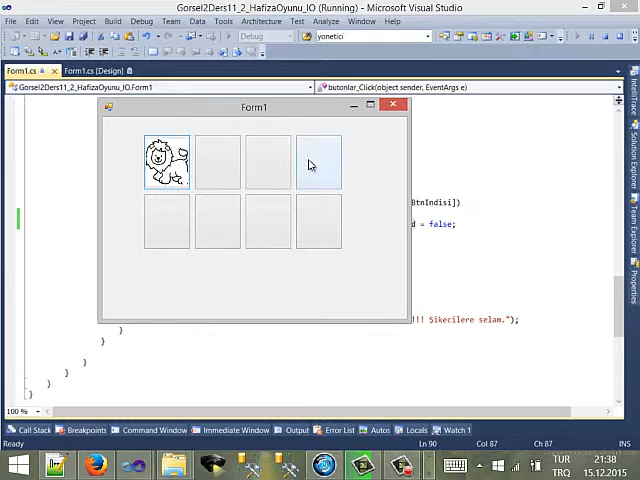 Gorsel2Ders11_2_HafizaOyunu_IO (Running) - Microsoft Visual Studio
File Edit View Project Build Debug Team Data Tools Architecture Test Analyze Window Help
Debug yonetici
Form1.cs Form1.cs [Design]
Gorsel2Ders11_2_HafizaOyunu_IO.Form1 butonlar_Click(object sender, EventArgs e)
Form1
BtnIndisi])
d = false;
!!! Şikecilere selam.");
}
}
}
}
}
}
IntelliTrace
Solution Explorer
Team Explorer
Properties
100 %
Call Stack Breakpoints Command Window Immediate Window Output Error List Autos Locals Watch 1
Ready Ln 90 Col 87 Ch 87 INS
TUR 21:38
TRQ 15.12.2015